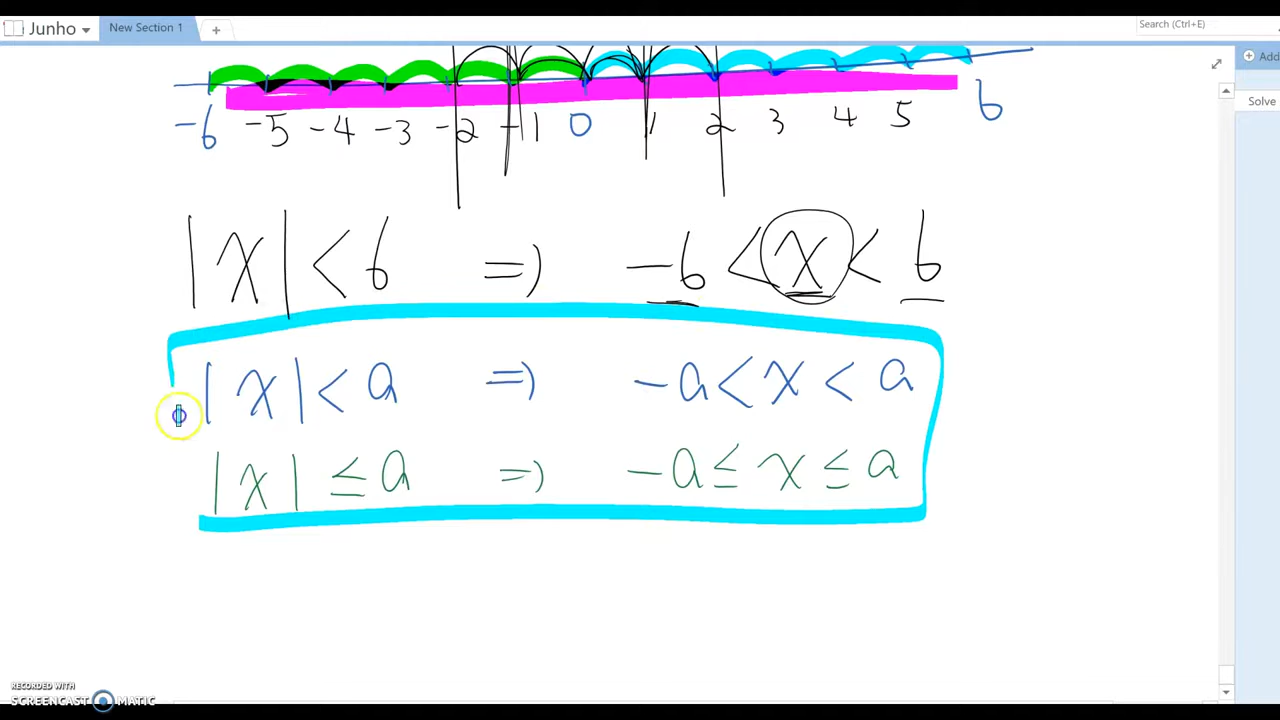 Junho
New Section 1
+
Search (Ctrl+E)
Add
Solve
-6 -5 -4 -3 -2 -1 0 1 2 3 4 5 6
|x| < 6 => -6 < x < 6
|x| < a => -a < x < a
|x| ≤ a => -a ≤ x ≤ a
RECORDED WITH
SCREENCAST MATIC